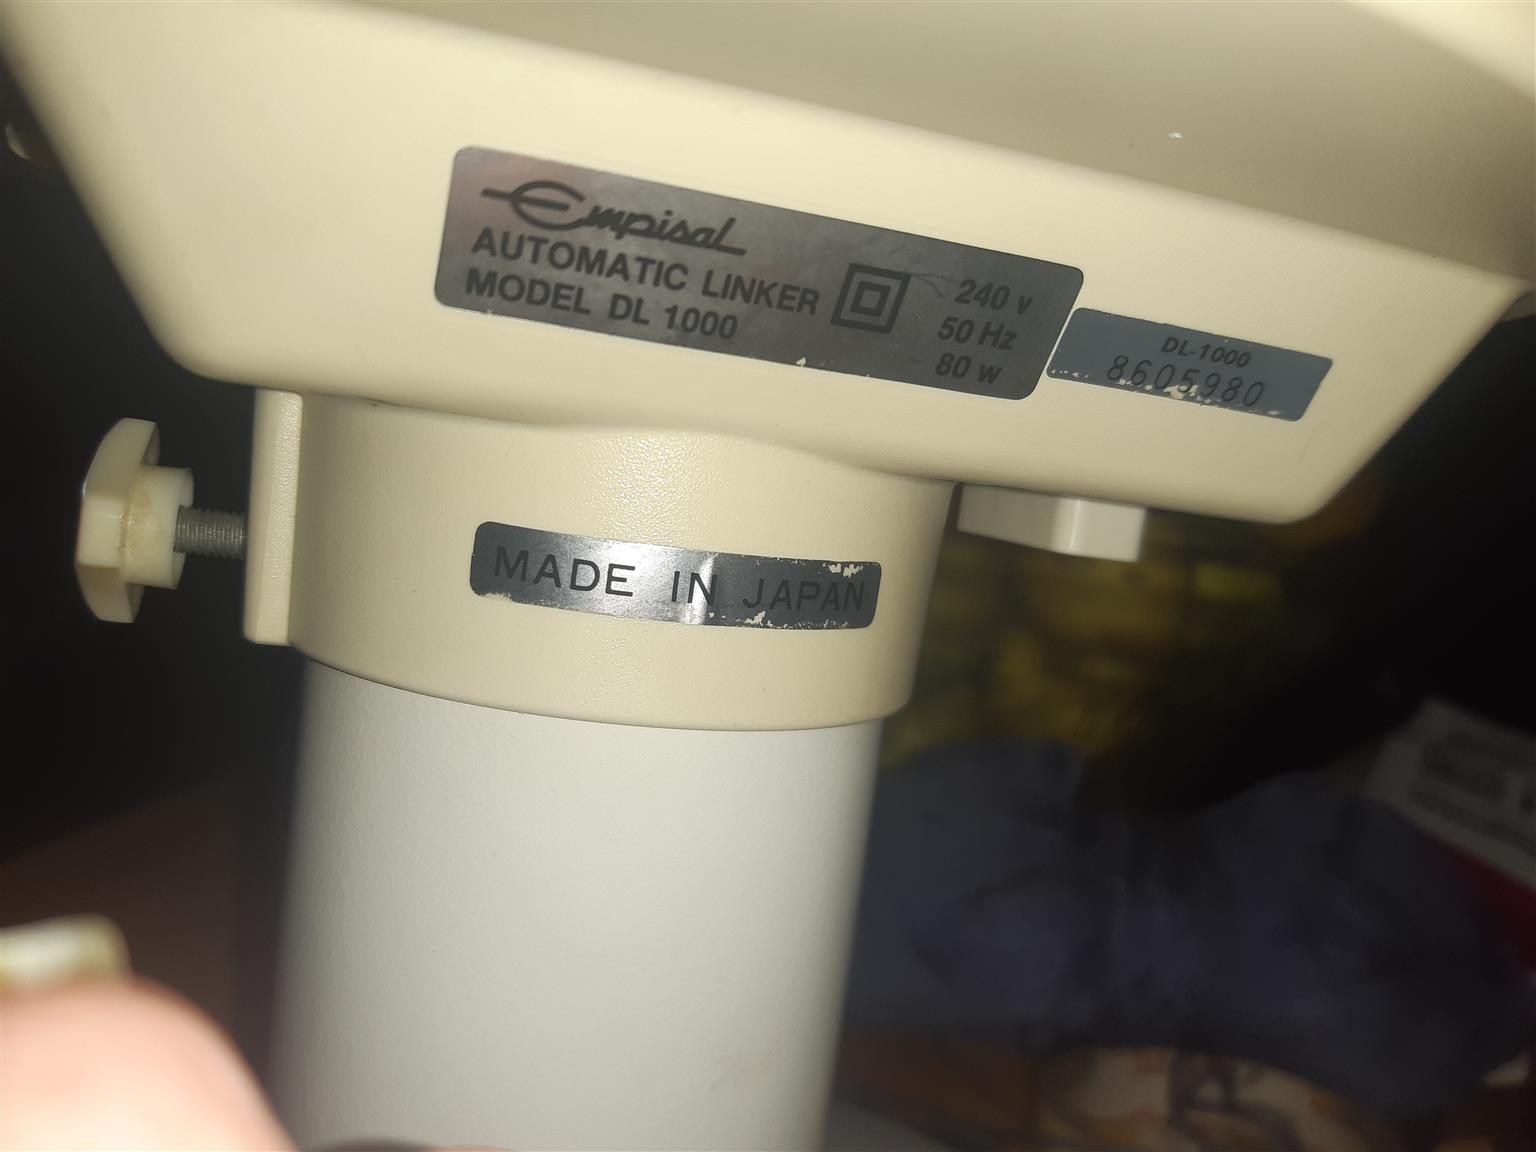 Empisal
AUTOMATIC LINKER
MODEL DL 1000
240 v
50 Hz
80 w
DL-1000
8605980
MADE IN JAPAN